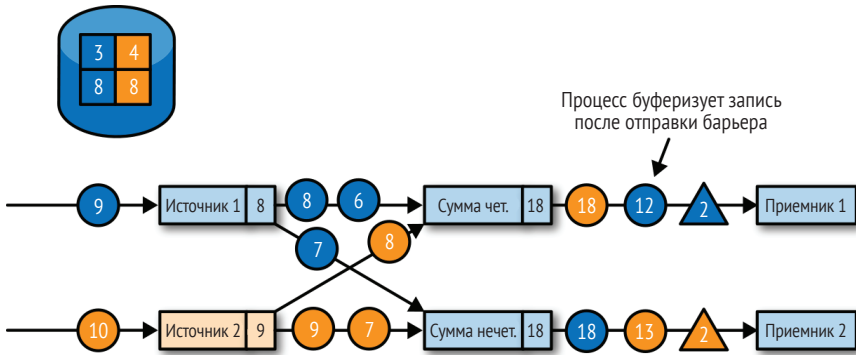 3 4
8 8
Процесс буферизует запись
после отправки барьера
9 Источник 1 8 8 6 Сумма чет. 18 18 12 2 Приемник 1
7 8
10 Источник 2 9 9 7 Сумма нечет. 18 18 13 2 Приемник 2